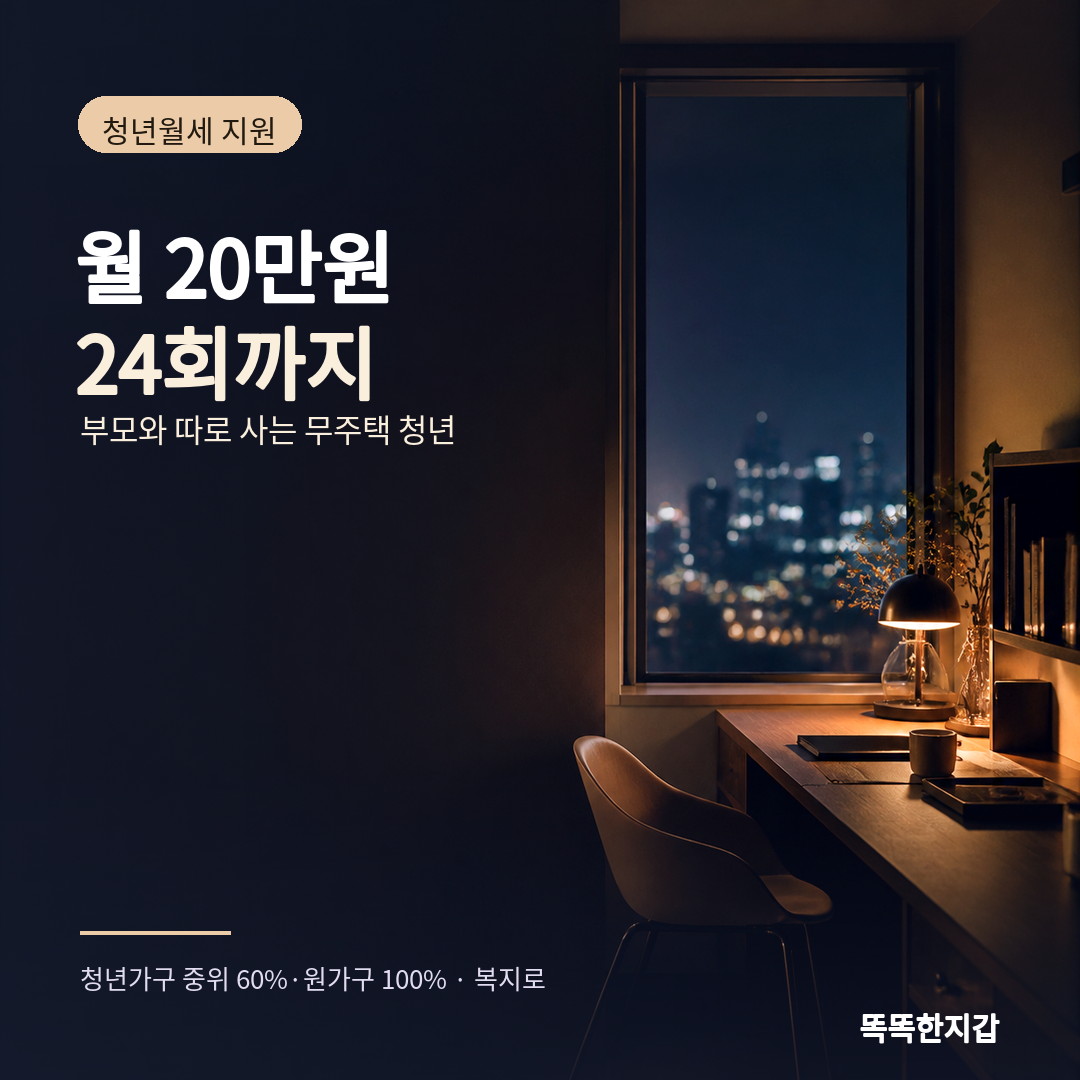 청년월세 지원
월 20만원
24회까지
부모와 따로 사는 무주택 청년
청년가구 중위 60%·원가구 100% · 복지로
똑똑한지갑